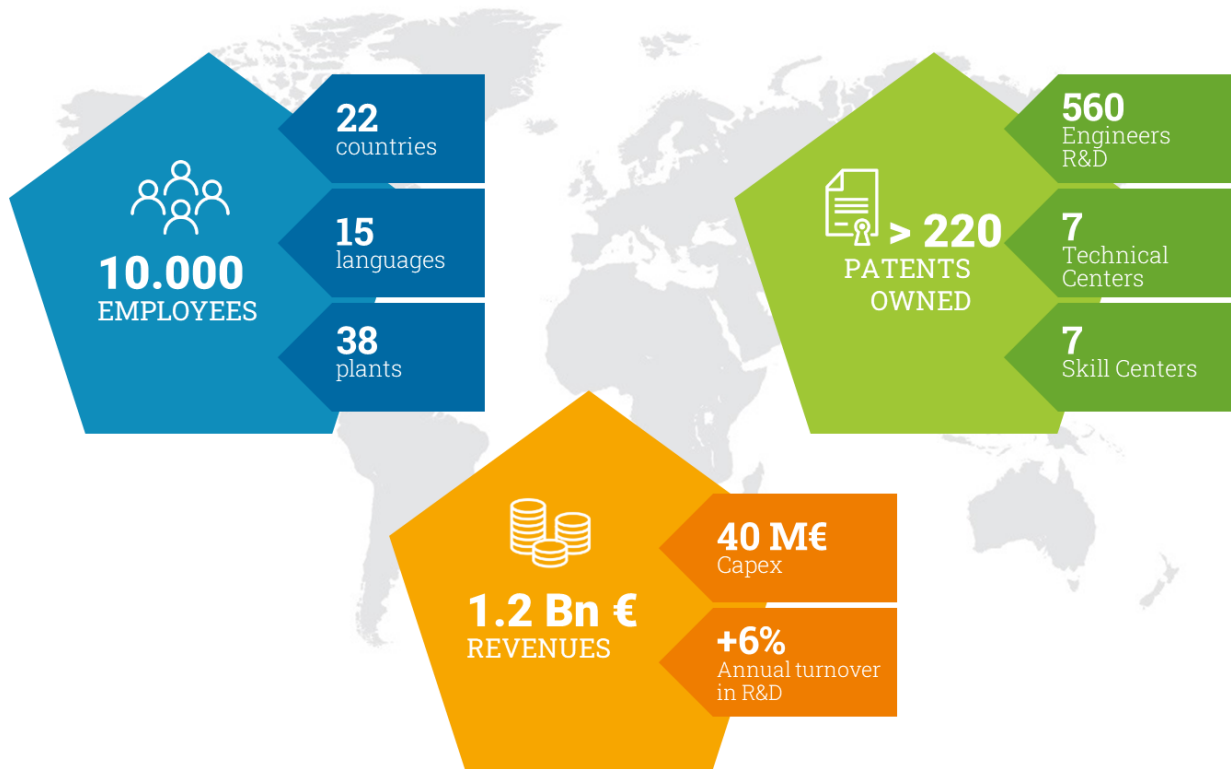 10.000
EMPLOYEES
22
countries
15
languages
38
plants
> 220
PATENTS
OWNED
560
Engineers
R&D
7
Technical
Centers
7
Skill Centers
1.2 Bn €
REVENUES
40 M€
Capex
+6%
Annual turnover
in R&D